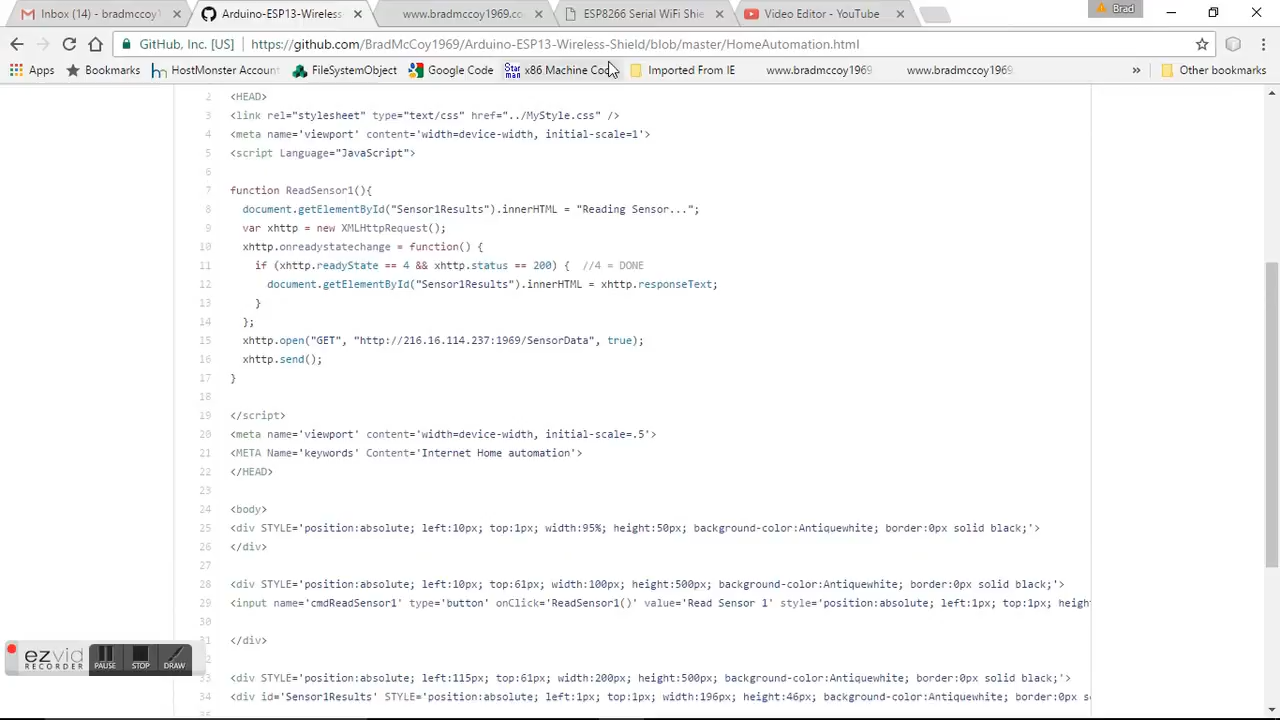 Inbox (14) - bradmccoy1
Arduino-ESP13-Wireless
www.bradmccoy1969.co
ESP8266 Serial WiFi Shie
Video Editor - YouTube
Brad
GitHub, Inc. [US]
https://github.com/BradMcCoy1969/Arduino-ESP13-Wireless-Shield/blob/master/HomeAutomation.html
Apps
Bookmarks
HostMonster Accoun
FileSystemObject
Google Code
Star man
x86 Machine Cod
Imported From IE
www.bradmccoy1969
www.bradmccoy1969
»
Other bookmarks
2 <HEAD>
3 <link rel="stylesheet" type="text/css" href="../MyStyle.css" />
4 <meta name='viewport' content='width=device-width, initial-scale=1'>
5 <script Language="JavaScript">
6
7 function ReadSensor1(){
8 document.getElementById("Sensor1Results").innerHTML = "Reading Sensor...";
9 var xhttp = new XMLHttpRequest();
10 xhttp.onreadystatechange = function() {
11 if (xhttp.readyState == 4 && xhttp.status == 200) { //4 = DONE
12 document.getElementById("Sensor1Results").innerHTML = xhttp.responseText;
13 }
14 };
15 xhttp.open("GET", "http://216.16.114.237:1969/SensorData", true);
16 xhttp.send();
17 }
18
19 </script>
20 <meta name='viewport' content='width=device-width, initial-scale=.5'>
21 <META Name='keywords' Content='Internet Home automation'>
22 </HEAD>
23
24 <body>
25 <div STYLE='position:absolute; left:10px; top:1px; width:95%; height:50px; background-color:Antiquewhite; border:0px solid black;'>
26 </div>
27
28 <div STYLE='position:absolute; left:10px; top:61px; width:100px; height:500px; background-color:Antiquewhite; border:0px solid black;'>
29 <input name='cmdReadSensor1' type='button' onClick='ReadSensor1()' value='Read Sensor 1' style='position:absolute; left:1px; top:1px; height
30
31 </div>
33 <div STYLE='position:absolute; left:115px; top:61px; width:200px; height:500px; background-color:Antiquewhite; border:0px solid black;'>
34 <div id='Sensor1Results' STYLE='position:absolute; left:1px; top:1px; width:196px; height:46px; background-color:Antiquewhite; border:0px so
ezvid
RECORDER
PAUSE
STOP
DRAW